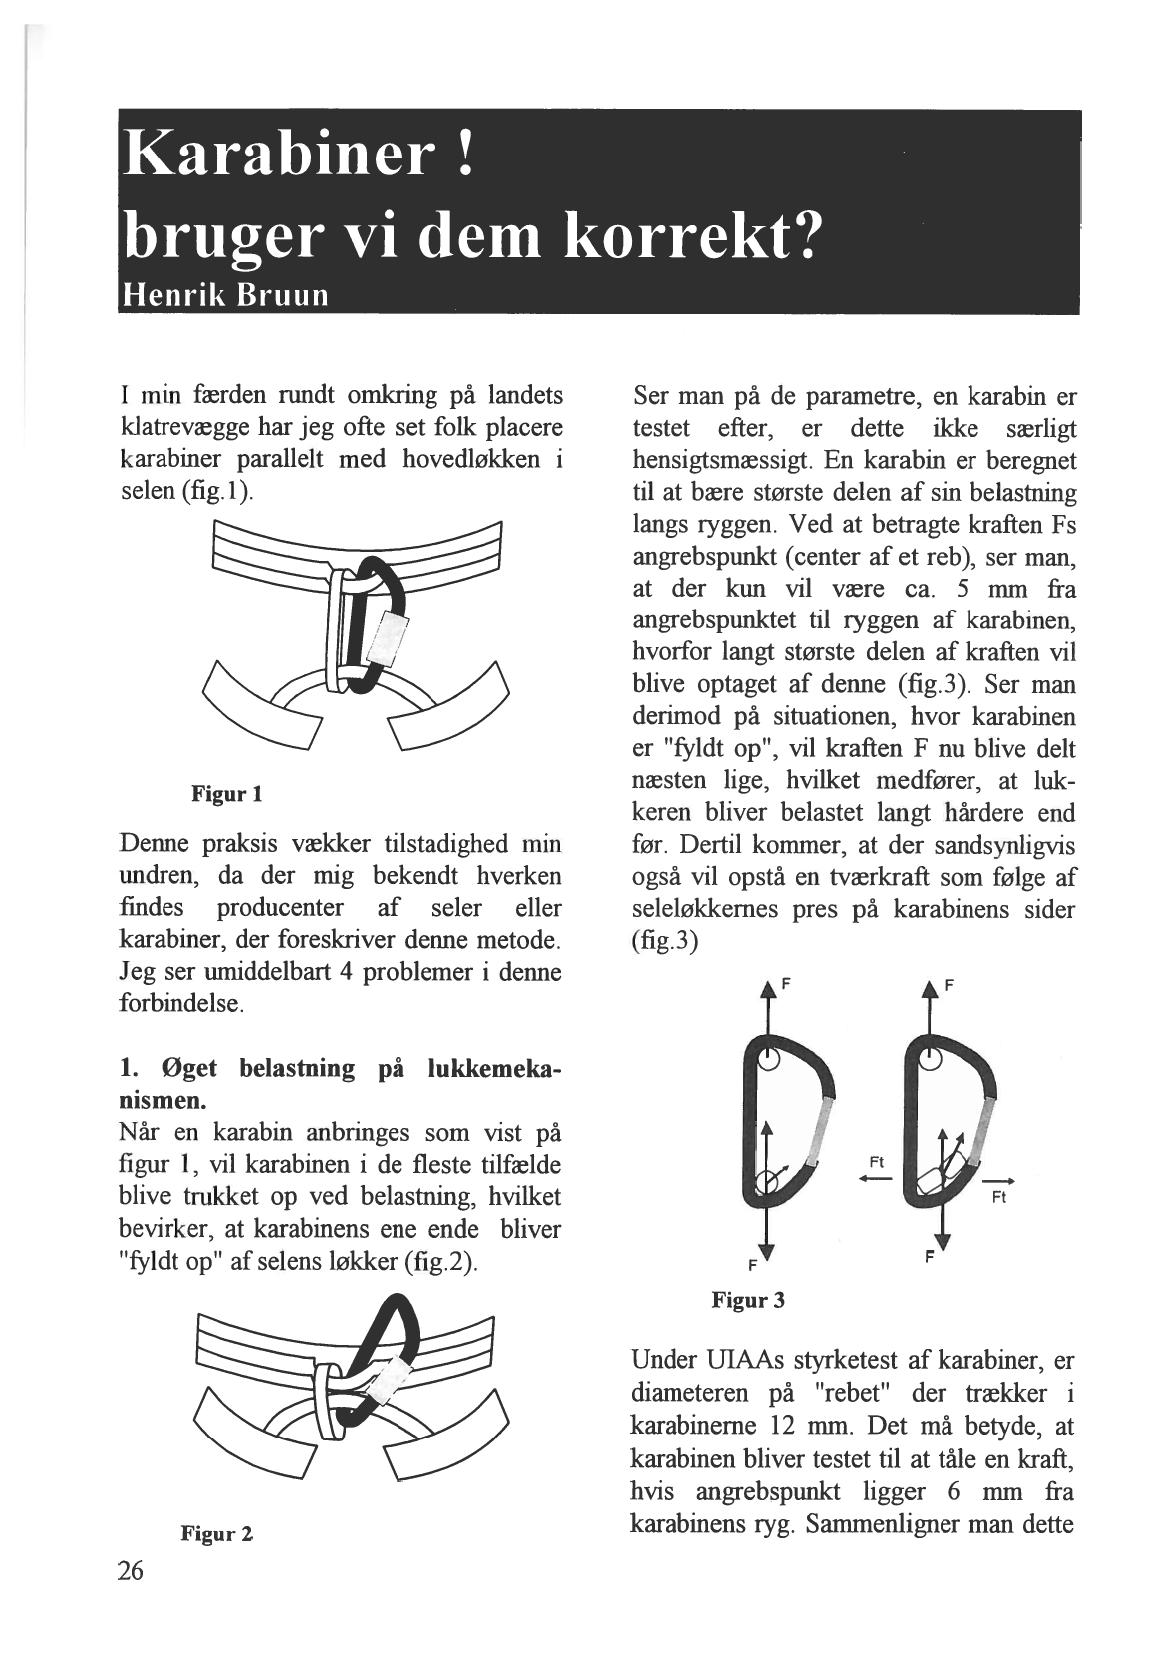 Karabiner !
bruger vi dem korrekt?
Henrik Bruun
I min færden rundt omkring på landets
klatrevægge har jeg ofte set folk placere
karabiner parallelt med hovedløkken i
selen (fig.1).
Figur 1
Denne praksis vækker tilstadighed min
undren, da der mig bekendt hverken
findes producenter af seler eller
karabiner, der foreskriver denne metode.
Jeg ser umiddelbart 4 problemer i denne
forbindelse.
1. Øget belastning på lukkemeka-
nismen.
Når en karabin anbringes som vist på
figur 1, vil karabinen i de fleste tilfælde
blive trukket op ved belastning, hvilket
bevirker, at karabinens ene ende bliver
"fyldt op" af selens løkker (fig.2).
Figur 2
26
Ser man på de parametre, en karabin er
testet efter, er dette ikke særligt
hensigtsmæssigt. En karabin er beregnet
til at bære største delen af sin belastning
langs ryggen. Ved at betragte kraften Fs
angrebspunkt (center af et reb), ser man,
at der kun vil være ca. 5 mm fra
angrebspunktet til ryggen af karabinen,
hvorfor langt største delen af kraften vil
blive optaget af denne (fig.3). Ser man
derimod på situationen, hvor karabinen
er "fyldt op", vil kraften F nu blive delt
næsten lige, hvilket medfører, at luk-
keren bliver belastet langt hårdere end
før. Dertil kommer, at der sandsynligvis
også vil opstå en tværkraft som følge af
seleløkkernes pres på karabinens sider
(fig.3)
F
F
Ft
Ft
F
F
Figur 3
Under UIAAs styrketest af karabiner, er
diameteren på "rebet" der trækker i
karabinerne 12 mm. Det må betyde, at
karabinen bliver testet til at tåle en kraft,
hvis angrebspunkt ligger 6 mm fra
karabinens ryg. Sammenligner man dette